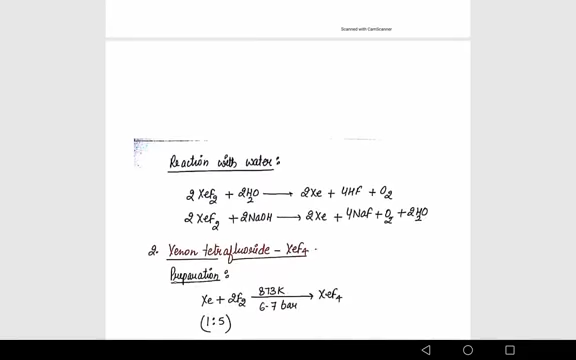 Scanned with CamScanner
Reaction with water :
2 XeF2 + 2H2O ⟶ 2Xe + 4HF + O2
2 XeF2 + 2NaOH ⟶ 2Xe + 4NaF + O2 + 2H2O
2. Xenon tetrafluoride - XeF4 .
Preparation :
Xe + 2F2 873K 6-7 bar ⟶ XeF4
(1:5)